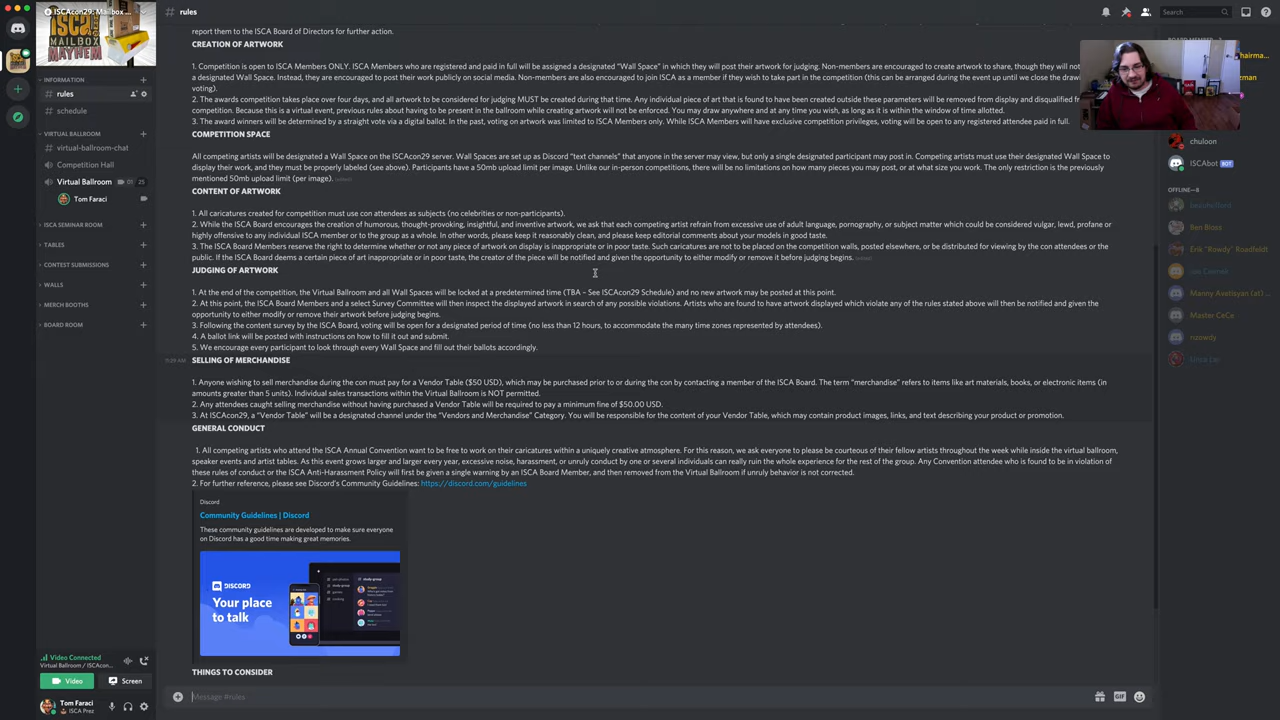 ISCAcon29: Mailbox ...
isca
MAILBOX
MAYHEM
rules
Search
INFORMATION
rules
schedule
VIRTUAL BALLROOM
virtual-ballroom-chat
Competition Hall
Virtual Ballroom
01
25
Tom Faraci
ISCA SEMINAR ROOM
TABLES
CONTEST SUBMISSIONS
WALLS
MERCH BOOTHS
BOARD ROOM
report them to the ISCA Board of Directors for further action.
CREATION OF ARTWORK
1. Competition is open to ISCA Members ONLY. ISCA Members who are registered and paid in full will be assigned a designated "Wall Space" in which they will post their artwork for judging. Non-members are encouraged to create artwork to share, though they will not
a designated Wall Space. Instead, they are encouraged to post their work publicly on social media. Non-members are also encouraged to join ISCA as a member if they wish to take part in the competition (this can be arranged during the event up until we close the
voting).
2. The awards competition takes place over four days, and all artwork to be considered for judging MUST be created during that time. Any individual piece of art that is found to have been created outside these parameters will be removed from display and disqualified from
competition. Because this is a virtual event, previous rules about having to be present in the ballroom while creating artwork will not be enforced. You may draw anywhere and at any time you wish, as long as it is within the window of time allotted.
3. The award winners will be determined by a straight vote via a digital ballot. In the past, voting on artwork was limited to ISCA Members only. While ISCA Members will have exclusive competition privileges, voting will be open to any registered attendee paid in full.
COMPETITION SPACE
All competing artists will be designated a Wall Space on the ISCAcon29 server. Wall Spaces are set up as Discord "text channels" that anyone in the server may view, but only a single designated participant may post in. Competing artists must use their designated Wall Space to
display their work, and they must be properly labeled (see above). Participants have a 50mb upload limit per image. Unlike our in-person competitions, there will be no limitations on how many pieces you may post, or at what size you work. The only restriction is the previously
mentioned 50mb upload limit (per image). (edited)
CONTENT OF ARTWORK
1. All caricatures created for competition must use con attendees as subjects (no celebrities or non-participants).
2. While the ISCA Board encourages the creation of humorous, thought-provoking, insightful, and inventive artwork, we ask that each competing artist refrain from excessive use of adult language, pornography, or subject matter which could be considered vulgar, lewd, profane or
highly offensive to any individual ISCA member or to the group as a whole. In other words, please keep it reasonably clean, and please keep editorial comments about your models in good taste.
3. The ISCA Board Members reserve the right to determine whether or not any piece of artwork on display is inappropriate or in poor taste. Such caricatures are not to be placed on the competition walls, posted elsewhere, or be distributed for viewing by the con attendees or the
public. If the ISCA Board deems a certain piece of art inappropriate or in poor taste, the creator of the piece will be notified and given the opportunity to either modify or remove it before judging begins. (edited)
JUDGING OF ARTWORK
1. At the end of the competition, the Virtual Ballroom and all Wall Spaces will be locked at a predetermined time (TBA – See ISCAcon29 Schedule) and no new artwork may be posted at this point.
2. At this point, the ISCA Board Members and a select Survey Committee will then inspect the displayed artwork in search of any possible violations. Artists who are found to have artwork displayed which violate any of the rules stated above will then be notified and given the
opportunity to either modify or remove their artwork before judging begins.
3. Following the content survey by the ISCA Board, voting will be open for a designated period of time (no less than 12 hours, to accommodate the many time zones represented by attendees).
4. A ballot link will be posted with instructions on how to fill it out and submit.
5. We encourage every participant to look through every Wall Space and fill out their ballots accordingly.
11:29 AM
SELLING OF MERCHANDISE
1. Anyone wishing to sell merchandise during the con must pay for a Vendor Table ($50 USD), which may be purchased prior to or during the con by contacting a member of the ISCA Board. The term "merchandise" refers to items like art materials, books, or electronic items (in
amounts greater than 5 units). Individual sales transactions within the Virtual Ballroom is NOT permitted.
2. Any attendees caught selling merchandise without having purchased a Vendor Table will be required to pay a minimum fine of $50.00 USD.
3. At ISCAcon29, a "Vendor Table" will be a designated channel under the "Vendors and Merchandise" Category. You will be responsible for the content of your Vendor Table, which may contain product images, links, and text describing your product or promotion.
GENERAL CONDUCT
1. All competing artists who attend the ISCA Annual Convention want to be free to work on their caricatures within a uniquely creative atmosphere. For this reason, we ask everyone to please be courteous of their fellow artists throughout the week while inside the virtual ballroom,
speaker events and artist tables. As this event grows larger and larger every year, excessive noise, harassment, or unruly conduct by one or several individuals can really ruin the whole experience for the rest of the group. Any Convention attendee who is found to be in violation of
these rules of conduct or the ISCA Anti-Harassment Policy will first be given a single warning by an ISCA Board Member, and then removed from the Virtual Ballroom if unruly behavior is not corrected.
2. For further reference, please see Discord's Community Guidelines: https://discord.com/guidelines
Discord
Community Guidelines | Discord
These community guidelines are developed to make sure everyone
on Discord has a good time making great memories.
DISCORD
Your place
to talk
THINGS TO CONSIDER
Message #rules
GIF
chuloon
ISCAbot
BOT
OFFLINE—8
Ben Bloss
Erik "Rowdy" Roadfeldt
Joe Coontz
Manny Avetisyan (at) ...
Master CeCe
rizowdy
Video Connected
Virtual Ballroom / ISCAcon...
Video
Screen
Tom Faraci
ISCA Prez